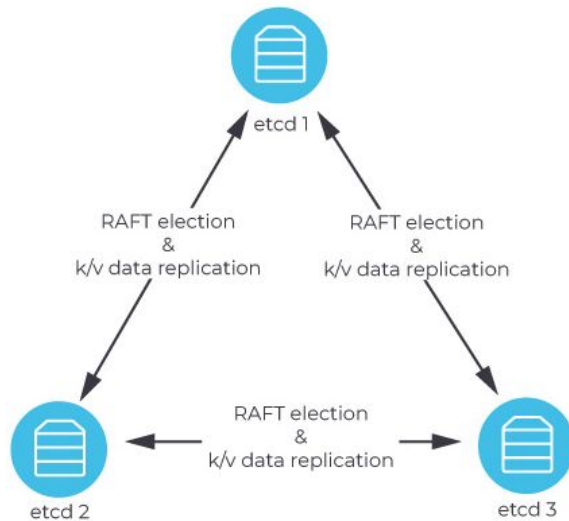 etcd 1
RAFT election
&
k/v data replication
RAFT election
&
k/v data replication
RAFT election
&
k/v data replication
etcd 2
etcd 3